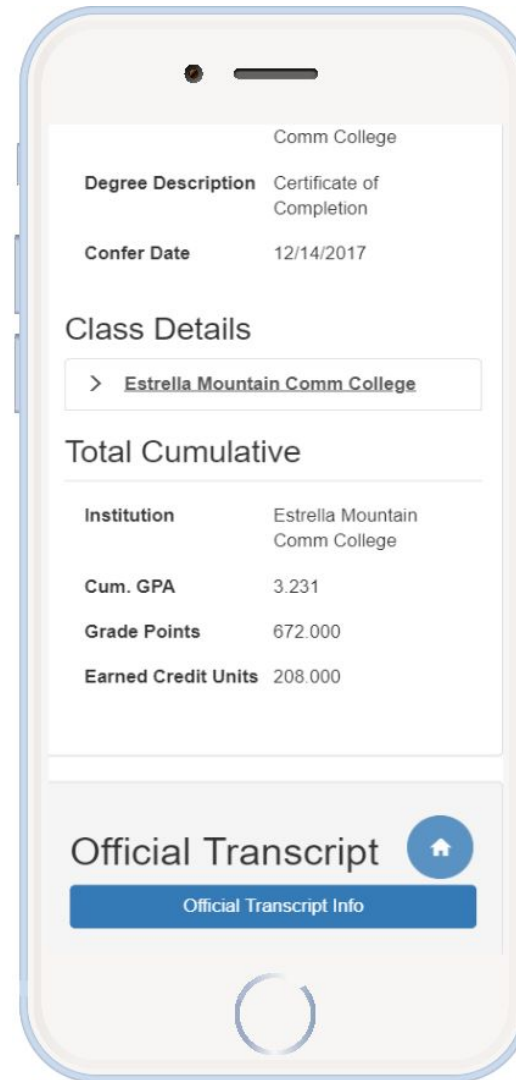 Comm College
Degree Description Certificate of
Completion
Confer Date 12/14/2017
Class Details
Estrella Mountain Comm College
Total Cumulative
Institution Estrella Mountain
Comm College
Cum. GPA 3.231
Grade Points 672.000
Earned Credit Units 208.000
Official Transcript
Official Transcript Info